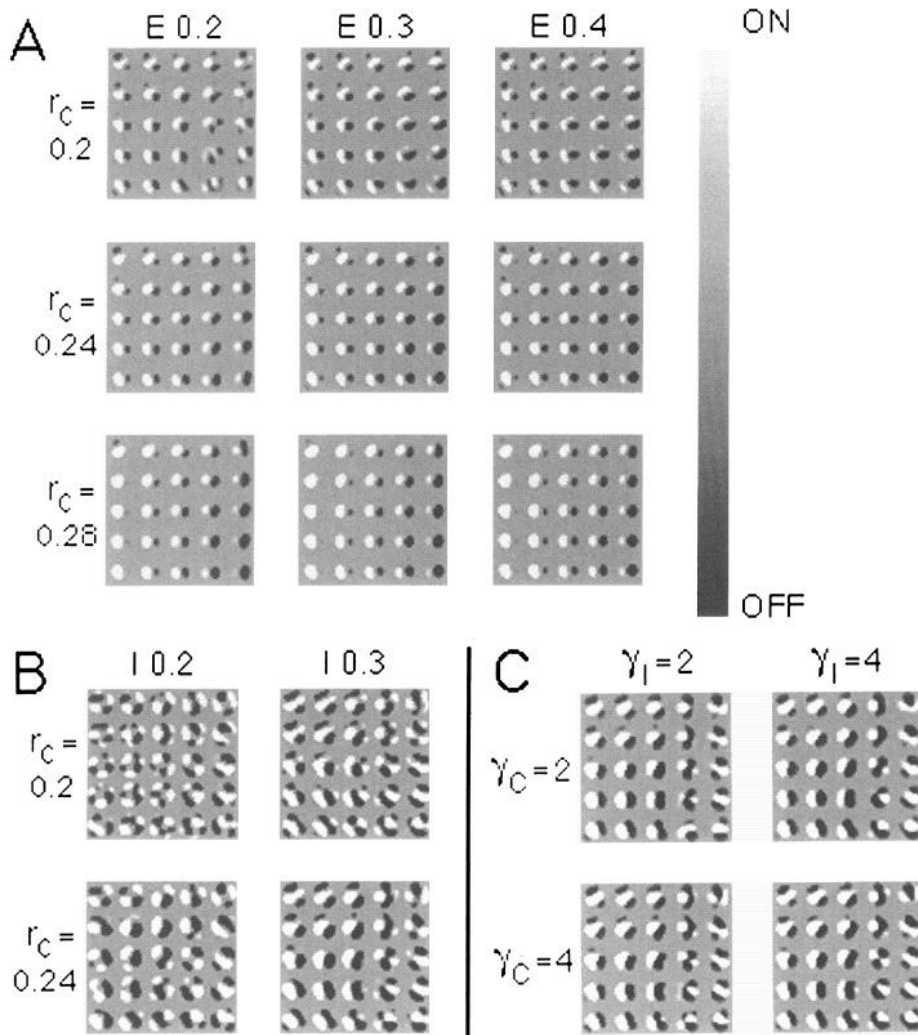 A
E 0.2
E 0.3
E 0.4
ON
r_C =
0.2
r_C =
0.24
r_C =
0.28
OFF
B
I 0.2
I 0.3
C
γ_I=2
γ_I=4
r_C =
0.2
γ_C=2
r_C =
0.24
γ_C=4